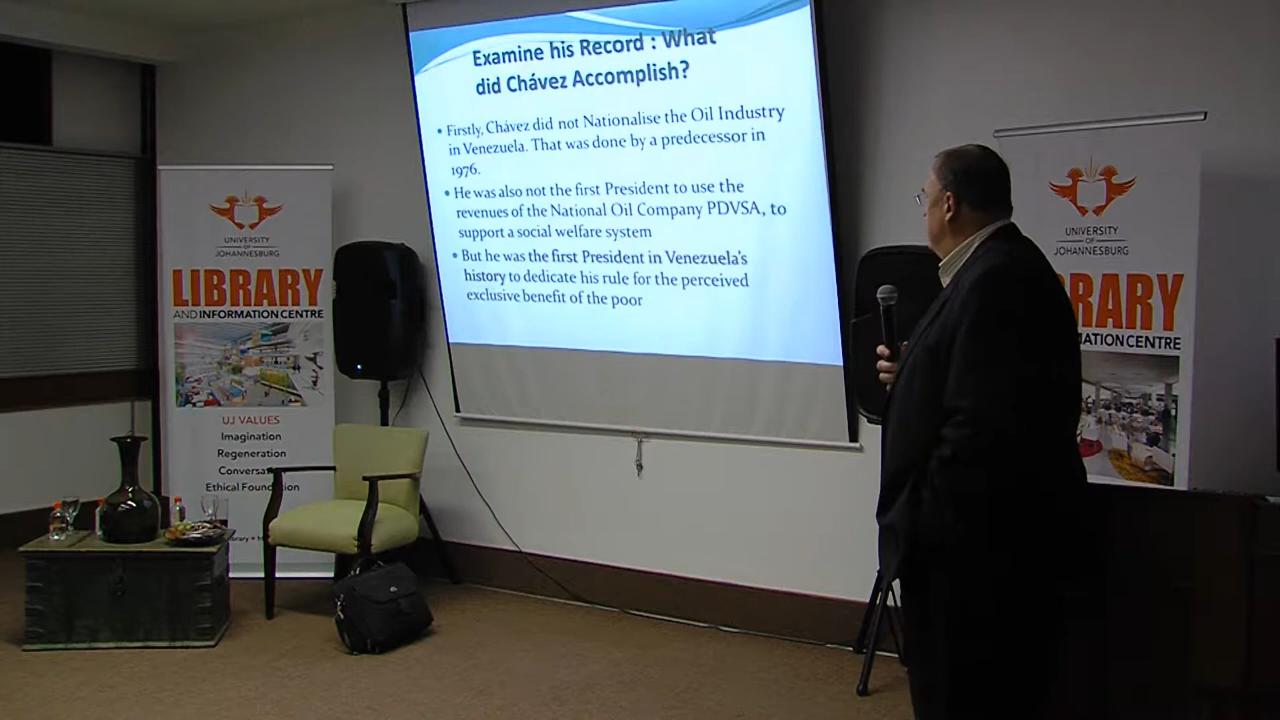 Examine his Record : What
did Chávez Accomplish?
• Firstly, Chávez did not Nationalise the Oil Industry
in Venezuela. That was done by a predecessor in
1976.
• He was also not the first President to use the
revenues of the National Oil Company PDVSA, to
support a social welfare system
• But he was the first President in Venezuela's
history to dedicate his rule for the perceived
exclusive benefit of the poor
UNIVERSITY
OF
JOHANNESBURG
LIBRARY
AND INFORMATION CENTRE
UJ VALUES
Imagination
Regeneration
Conversa
Ethical Foundation
UNIVERSITY
OF
JOHANNESBURG
RARY
ATION CENTRE